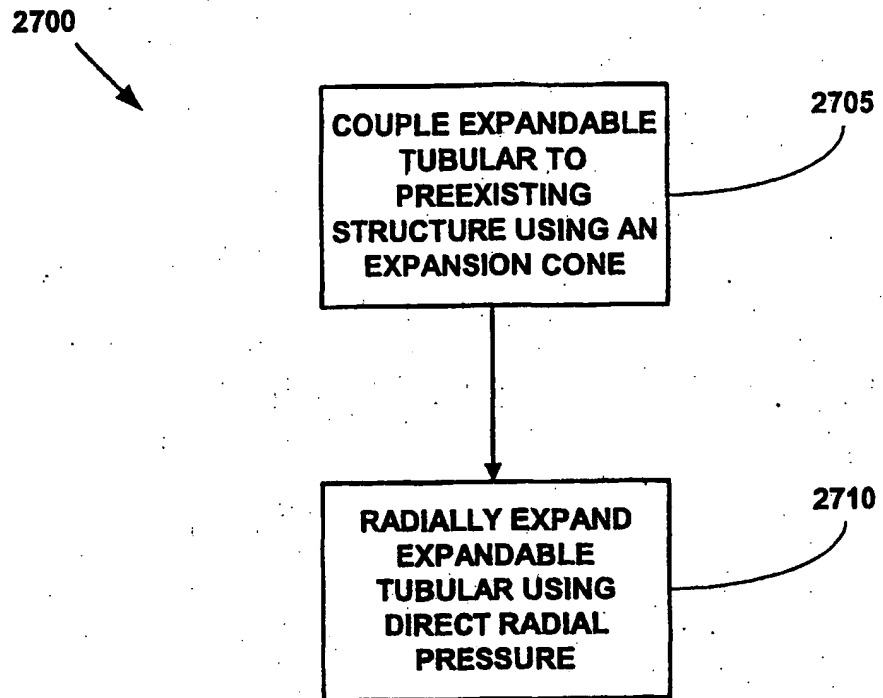 2700
COUPLE EXPANDABLE
TUBULAR TO
PREEXISTING
STRUCTURE USING AN
EXPANSION CONE
2705
RADIALLY EXPAND
EXPANDABLE
TUBULAR USING
DIRECT RADIAL
PRESSURE
2710